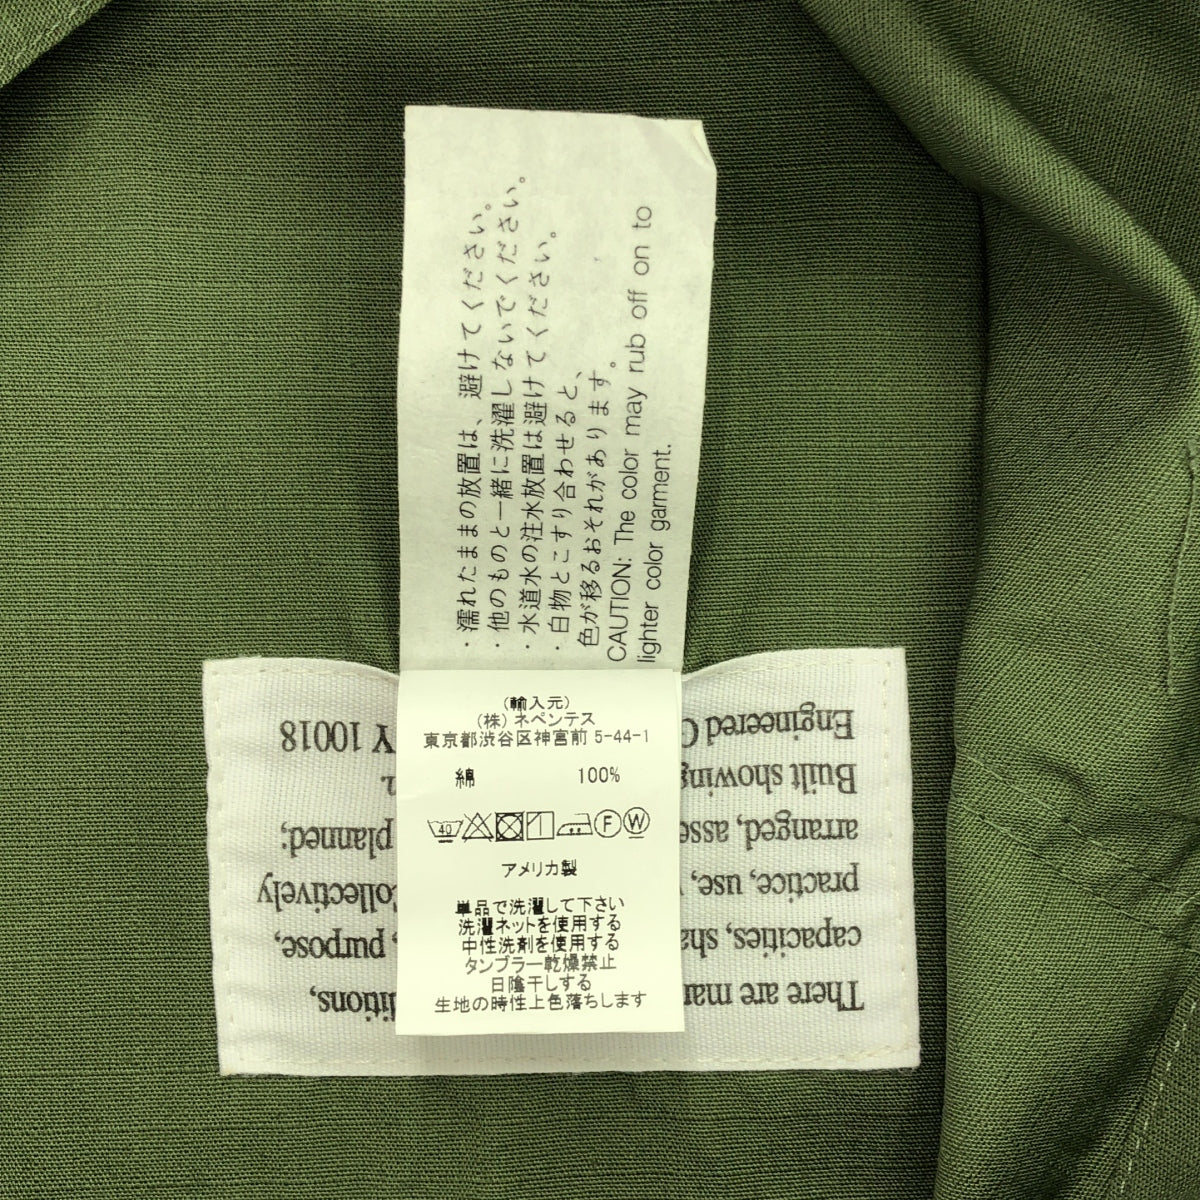 ・濡れたままの放置は、避けてください。
・他のものと一緒に洗濯しないでください。
・水道水の注水放置は避けてください。
・白物とこすり合わせると、
色が移るおそれがあります。
CAUTION: The color may rub off on to
lighter color garment.
(輸入元)
(株) ネペンテス
東京都渋谷区神宮前 5-44-1
綿 100%
40 F W
アメリカ製
単品で洗濯して下さい
洗濯ネットを使用する
中性洗剤を使用する
タンブラー乾燥禁止
日陰干しする
生地の時性上色落ちします
There are
capacities, purpose,
practice, use,
arranged, planned;
Built showing
Engineered Y 10018